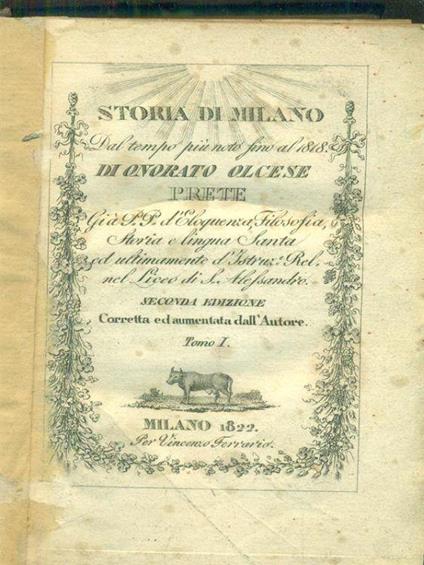 STORIA DI MILANO
Dal tempo più noto fino al 1818.
DI ONORATO OLCESE
PRETE
Già P.P. d'Eloquenza, Filosofia,
Storia e lingua Santa
ed ultimamente d'Istruz.e Rel.
nel Liceo di S. Alessandro.
SECONDA EDIZIONE
Corretta ed aumentata dall'Autore.
Tomo I.
MILANO 1822.
Per Vincenzo Ferrario.